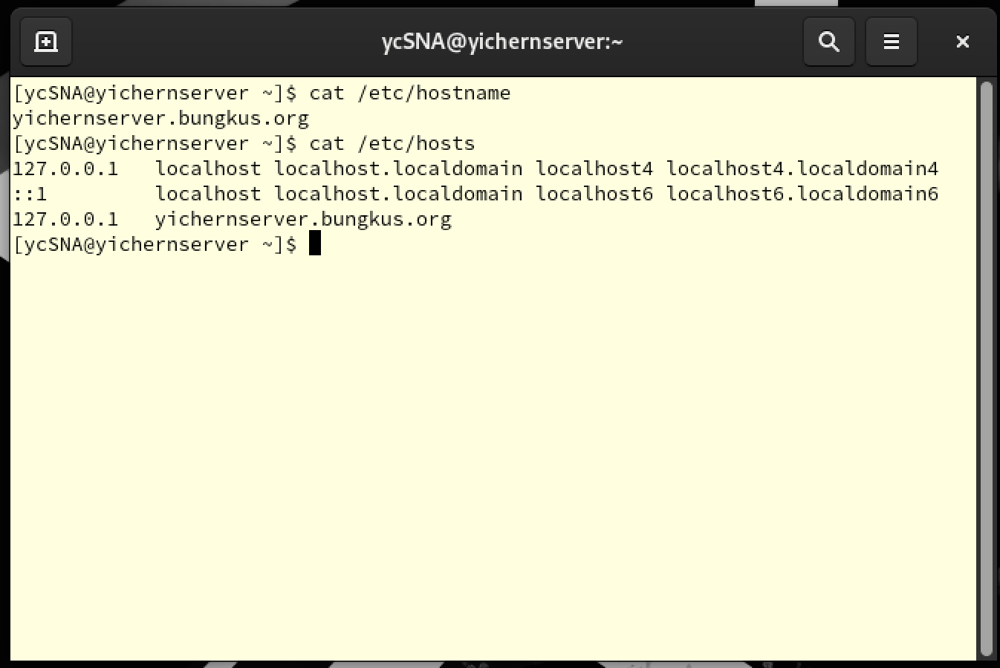 ycSNA@yichernserver:~
[ycSNA@yichernserver ~]$ cat /etc/hostname
yichernserver.bungkus.org
[ycSNA@yichernserver ~]$ cat /etc/hosts
127.0.0.1   localhost localhost.localdomain localhost4 localhost4.localdomain4
::1         localhost localhost.localdomain localhost6 localhost6.localdomain6
127.0.0.1   yichernserver.bungkus.org
[ycSNA@yichernserver ~]$